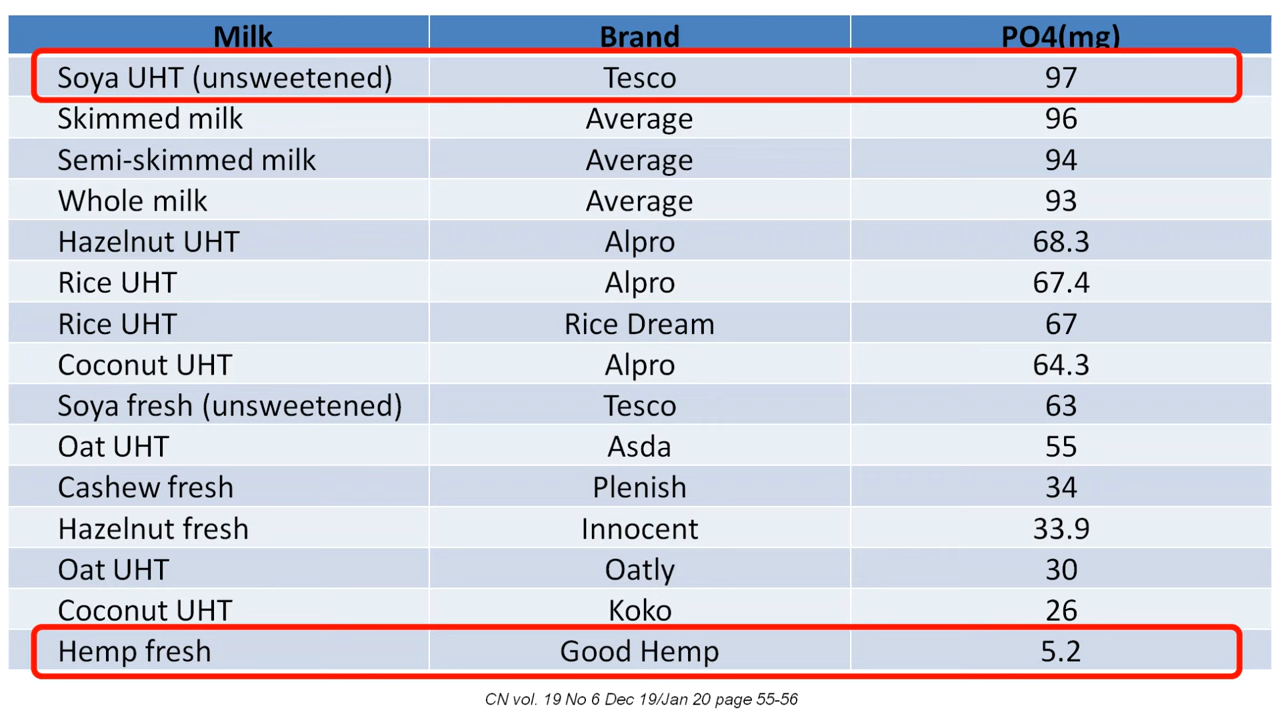 Milk Brand PO4(mg)
Soya UHT (unsweetened) Tesco 97
Skimmed milk Average 96
Semi-skimmed milk Average 94
Whole milk Average 93
Hazelnut UHT Alpro 68.3
Rice UHT Alpro 67.4
Rice UHT Rice Dream 67
Coconut UHT Alpro 64.3
Soya fresh (unsweetened) Tesco 63
Oat UHT Asda 55
Cashew fresh Plenish 34
Hazelnut fresh Innocent 33.9
Oat UHT Oatly 30
Coconut UHT Koko 26
Hemp fresh Good Hemp 5.2
CN vol. 19 No 6 Dec 19/Jan 20 page 55-56